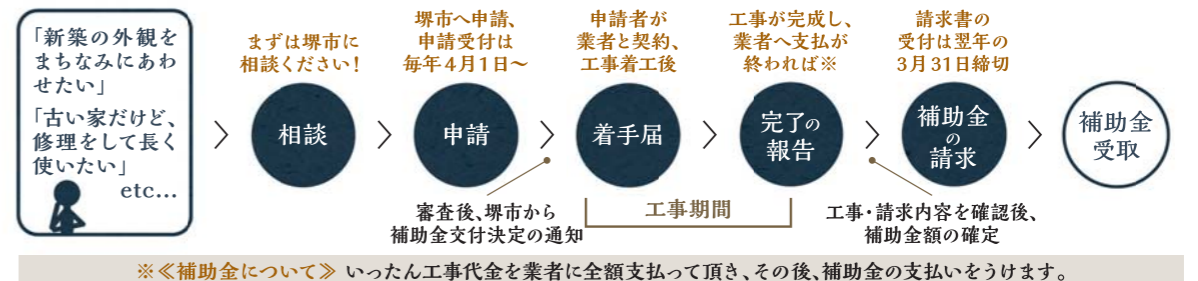 「新築の外観を
まちなみにあわ
せたい」
「古い家だけど、
修理をして長く
使いたい」
etc…
まずは堺市に
相談ください!
相談
堺市へ申請、
申請受付は
毎年4月1日〜
申請
審査後、堺市から
補助金交付決定の通知
申請者が
業者と契約、
工事着工後
着手届
工事期間
工事が完成し、
業者へ支払が
終われば※
完了の
報告
工事・請求内容を確認後、
補助金額の確定
請求書の
受付は翌年の
3月31日締切
補助金
の
請求
補助金
受取
※≪補助金について≫ いったん工事代金を業者に全額支払って頂き、その後、補助金の支払いをうけます。